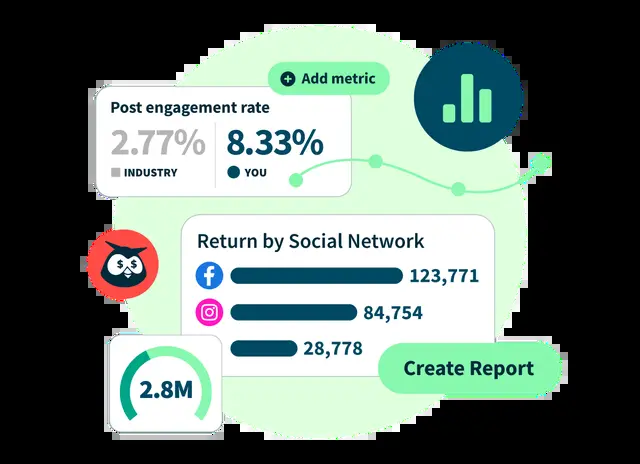 Add metric
Post engagement rate
2.77% 8.33%
INDUSTRY YOU
Return by Social Network
123,771
84,754
28,778
2.8M
Create Report